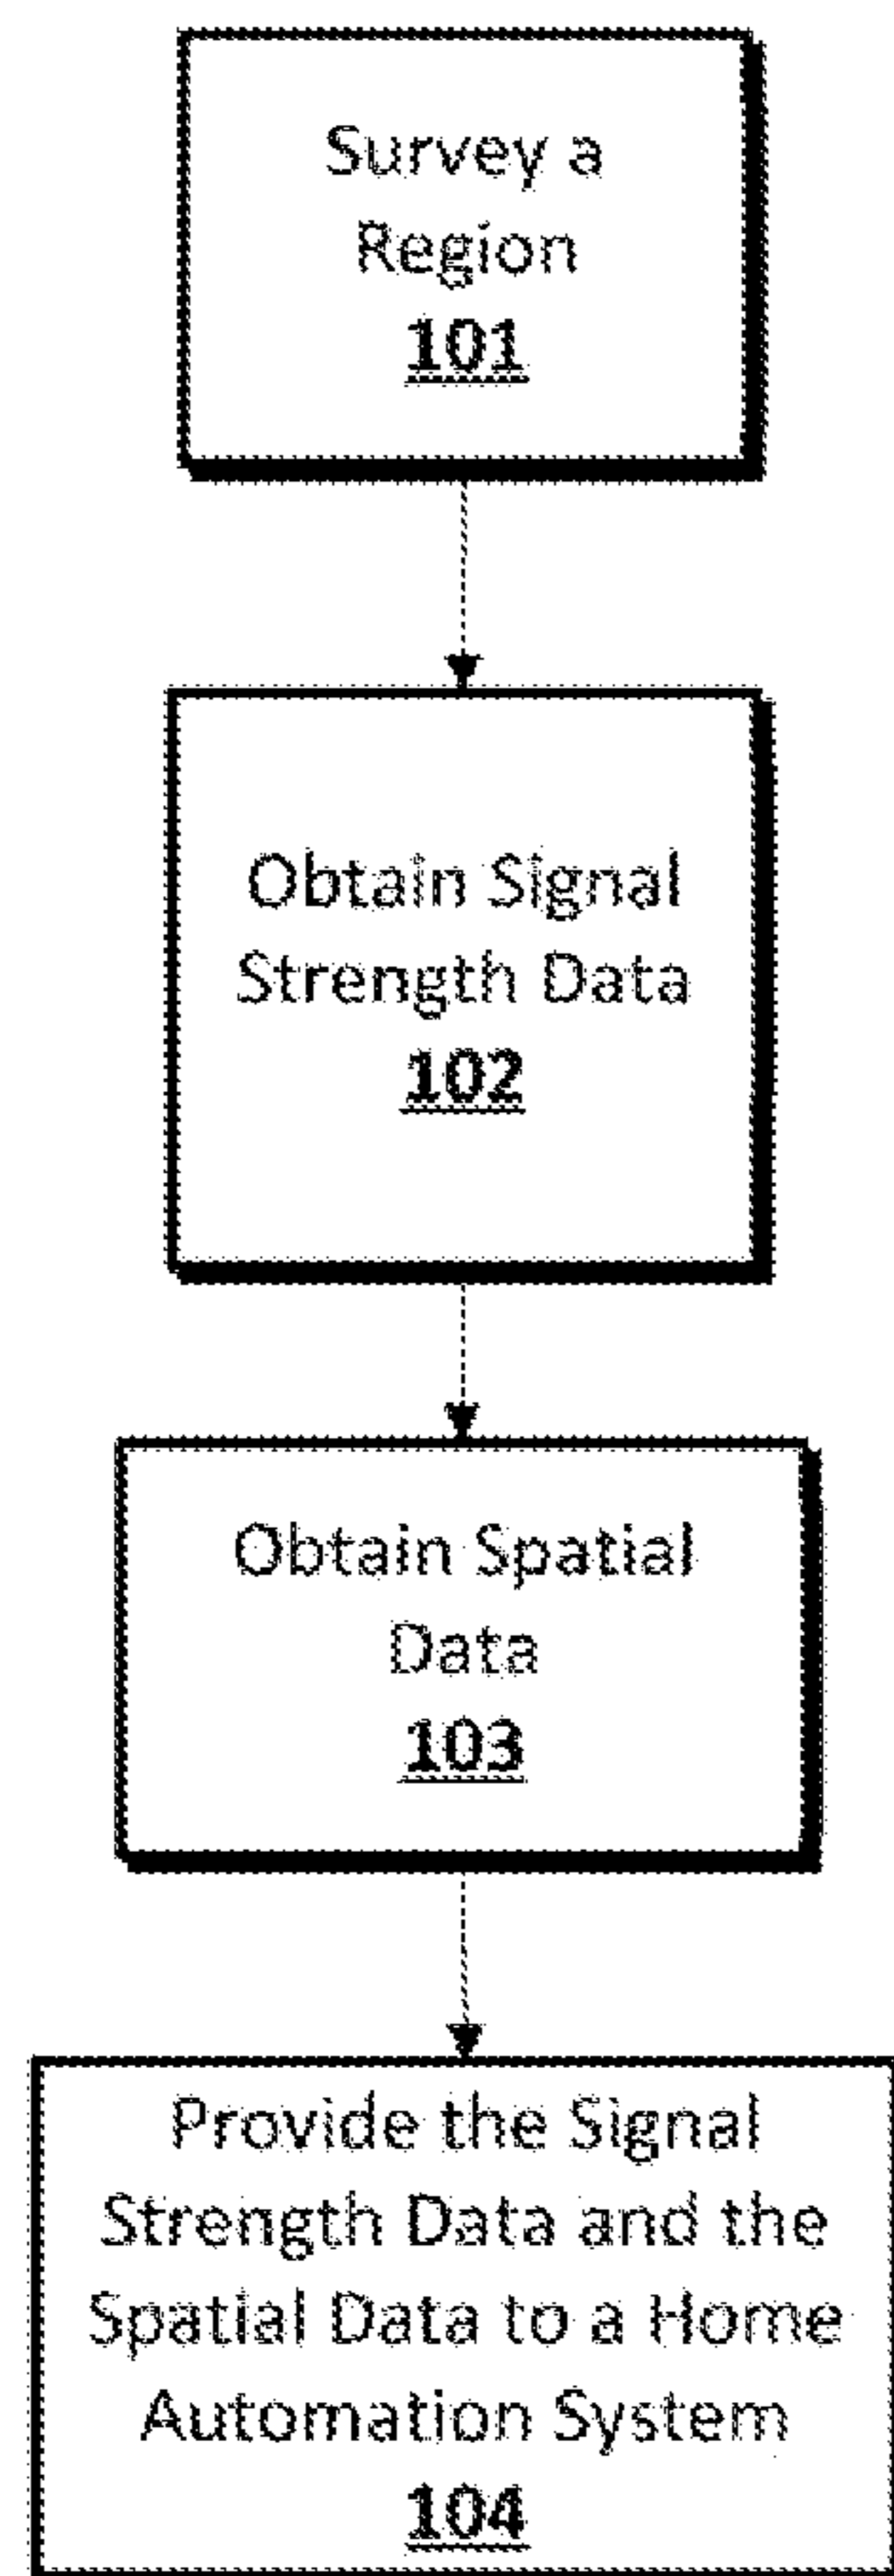 Survey a
Region
101
Obtain Signal
Strength Data
102
Obtain Spatial
Data
103
Provide the Signal
Strength Data and the
Spatial Data to a Home
Automation System
104